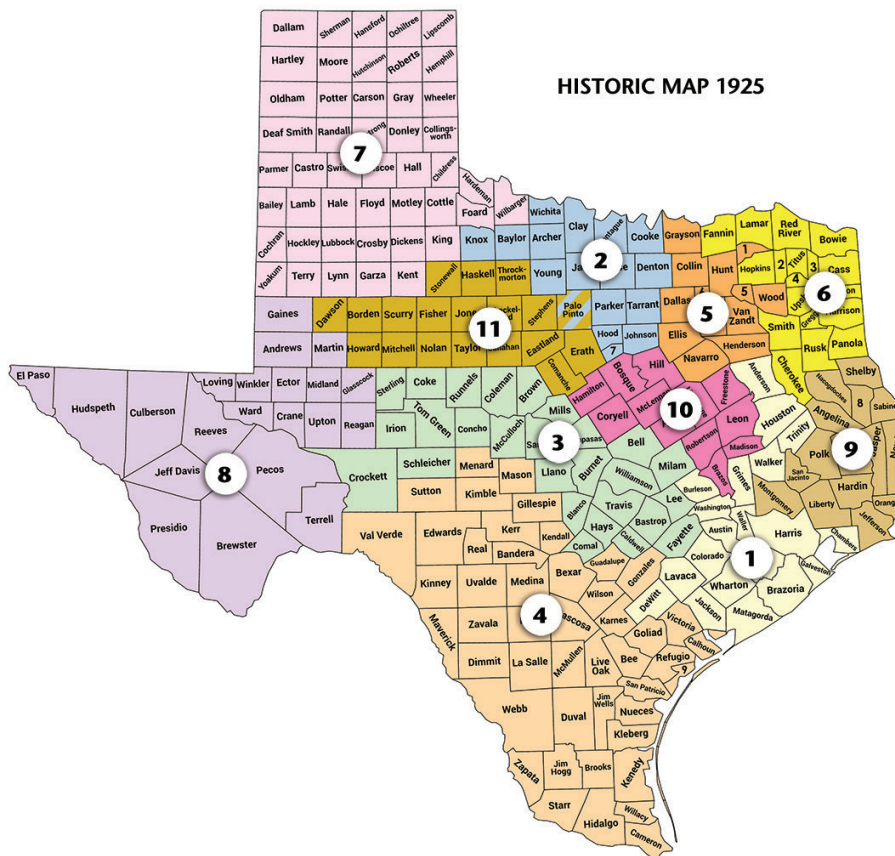 HISTORIC MAP 1925
Dallam
Sherman
Hansford
Ochiltree
Lipscomb
Hartley
Moore
Hutchinson
Roberts
Hemphill
Oldham
Potter
Carson
Gray
Wheeler
Deaf Smith
Randall
Donley
Collings-
worth
7
Parmer
Castro
Hall
Childress
Bailey
Lamb
Hale
Floyd
Motley
Cottle
Hardeman
Foard
Wilbarger
Cochran
Hockley
Lubbock
Crosby
Dickens
King
Yoakum
Terry
Lynn
Garza
Kent
Wichita
Clay
Cooke
Knox
Baylor
Archer
Young
Denton
2
Palo
Pinto
Parker
Tarrant
Hood
7
Johnson
Grayson
Collin
Hunt
1
5
Wood
Van
Zandt
Ellis
Henderson
Navarro
5
Fannin
Lamar
Red
River
Bowie
Hopkins
2
Titus
3
4
Cass
Smith
Rusk
Panola
Cherokee
6
Stonewall
Haskell
Throck-
morton
Stephens
Dawson
Borden
Scurry
Fisher
Howard
Mitchell
Nolan
Taylor
Eastland
Erath
Comanche
11
Gaines
Andrews
Martin
El Paso
Hudspeth
Culberson
Loving
Winkler
Ector
Midland
Glasscock
Ward
Crane
Upton
Reagan
Reeves
Jeff Davis
Pecos
Presidio
Brewster
Terrell
8
Sterling
Coke
Runnels
Coleman
Brown
Irion
Tom Green
Concho
McCulloch
Mills
Crockett
Schleicher
Llano
Burnet
Bell
Williamson
Milam
Blanco
Travis
Lee
Hays
Bastrop
Comal
Caldwell
Fayette
3
Hamilton
Bosque
Hill
Coryell
Freestone
Leon
Robertson
Madison
Brazos
10
Anderson
Houston
Trinity
Walker
Grimes
Burleson
Washington
Waller
Austin
Harris
Colorado
Chambers
Galveston
Lavaca
Wharton
Brazoria
DeWitt
Jackson
Matagorda
1
Shelby
Nacogdoches
8
Sabine
Angelina
Polk
San
Jacinto
Hardin
Montgomery
Liberty
Jefferson
9
Menard
Sutton
Kimble
Mason
Gillespie
Val Verde
Edwards
Kerr
Kendall
Real
Bandera
Kinney
Uvalde
Medina
Bexar
Guadalupe
Gonzales
Wilson
Maverick
Zavala
Karnes
Dimmit
La Salle
McMullen
Live
Oak
Bee
Goliad
Victoria
Calhoun
Refugio
9
San Patricio
Webb
Duval
Jim
Wells
Nueces
Kleberg
Zapata
Jim
Hogg
Brooks
Kenedy
Starr
Hidalgo
Willacy
Cameron
4